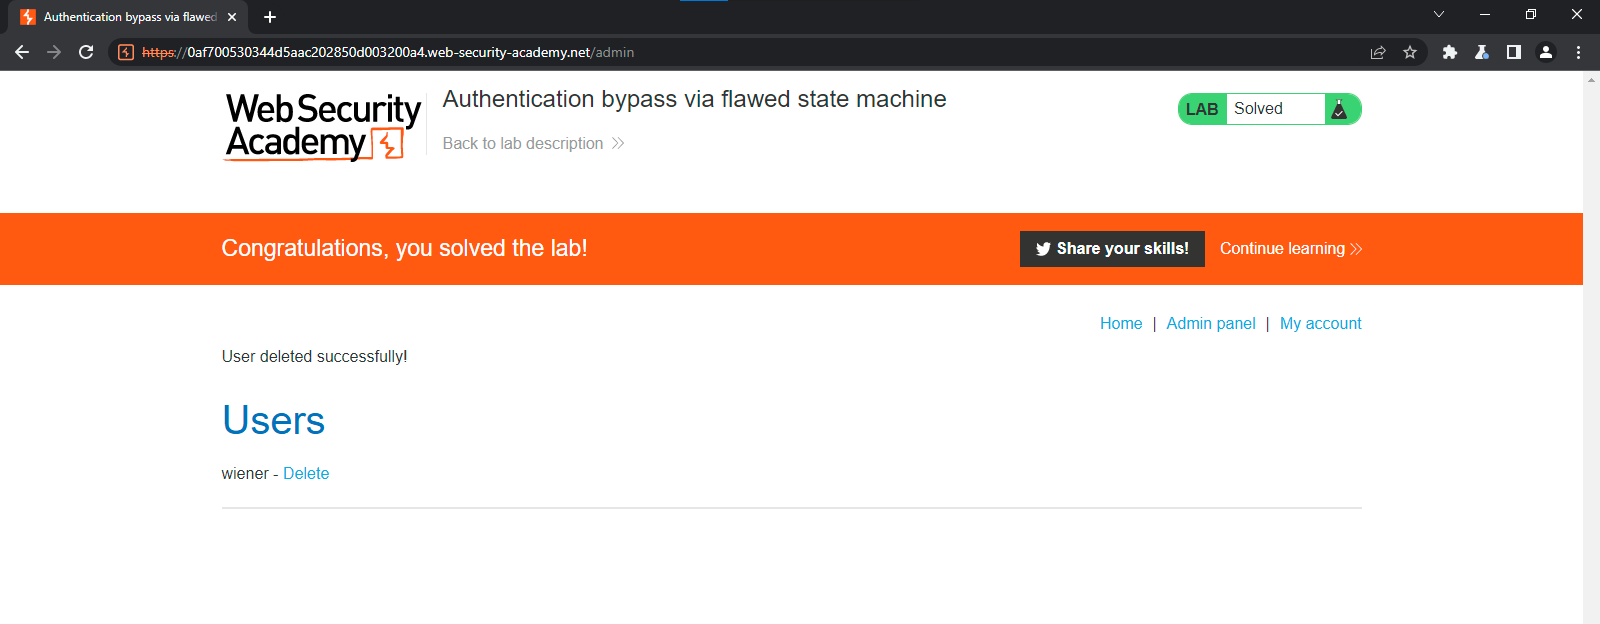 Authentication bypass via flawed
https://0af700530344d5aac202850d003200a4.web-security-academy.net/admin
Web Security
Academy
Authentication bypass via flawed state machine
Back to lab description
LAB Solved
Congratulations, you solved the lab!
Share your skills!
Continue learning
Home | Admin panel | My account
User deleted successfully!
Users
wiener - Delete